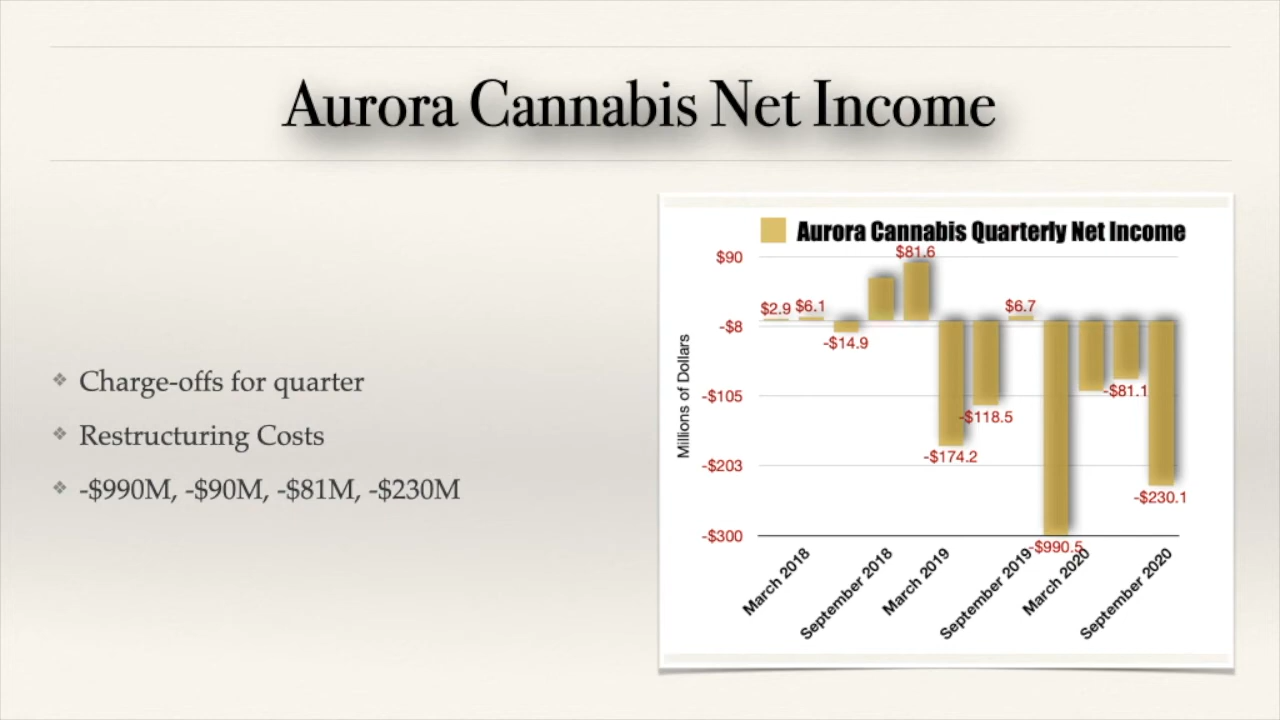 Aurora Cannabis Net Income
Charge-offs for quarter
Restructuring Costs
-$990M, -$90M, -$81M, -$230M
Aurora Cannabis Quarterly Net Income
Millions of Dollars
$90
-$8
-$105
-$203
-$300
$2.9
$6.1
-$14.9
$81.6
-$174.2
-$118.5
$6.7
-$990.5
-$81.1
-$230.1
March 2018
September 2018
March 2019
September 2019
March 2020
September 2020